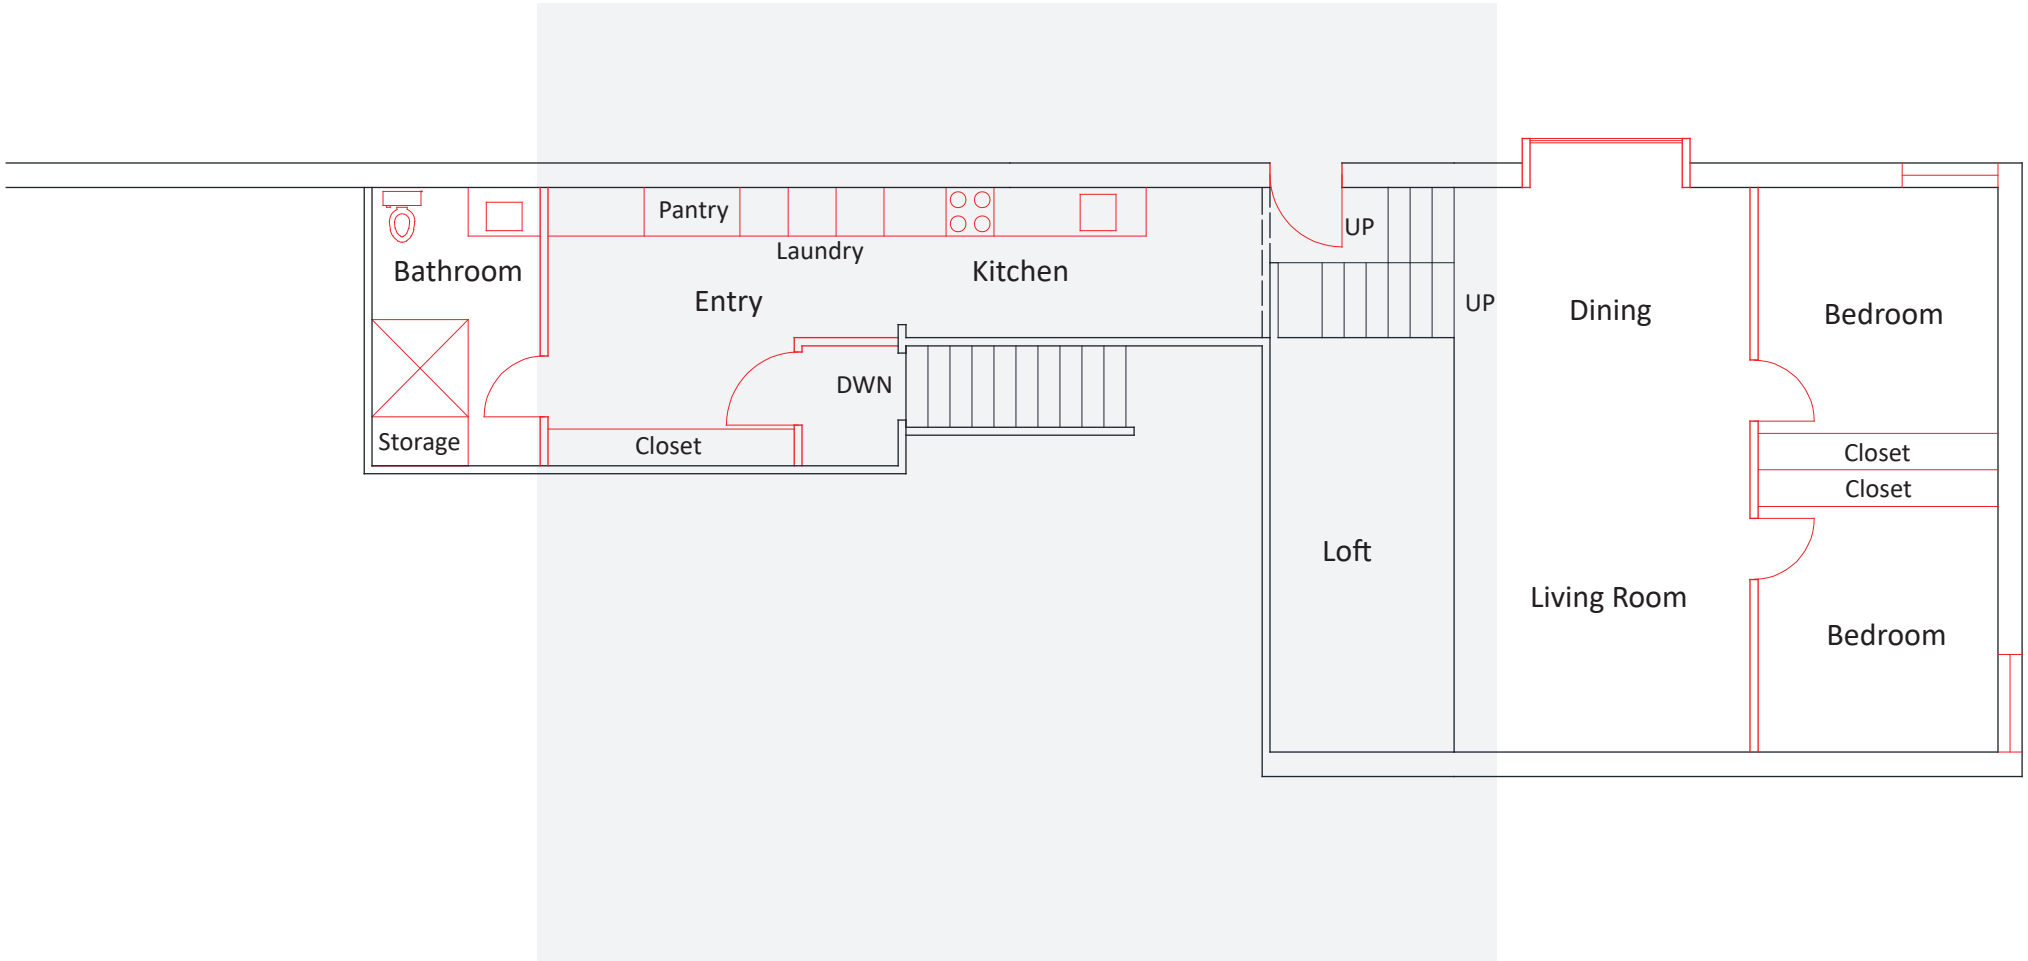 Pantry
UP
Laundry
Bathroom
Kitchen
Entry
UP
Dining
Bedroom
DWN
Storage
Closet
Closet
Closet
Loft
Living Room
Bedroom